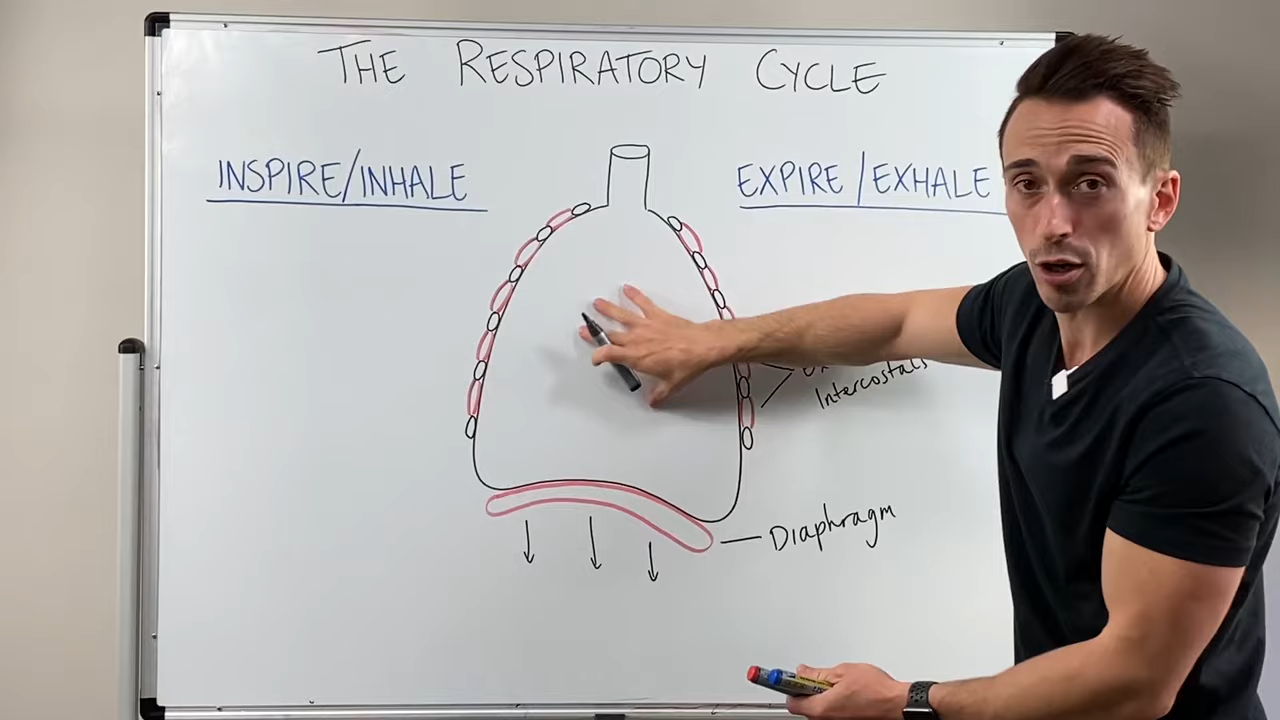 THE RESPIRATORY CYCLE
INSPIRE/INHALE
EXPIRE/EXHALE
Intercostals
Diaphragm